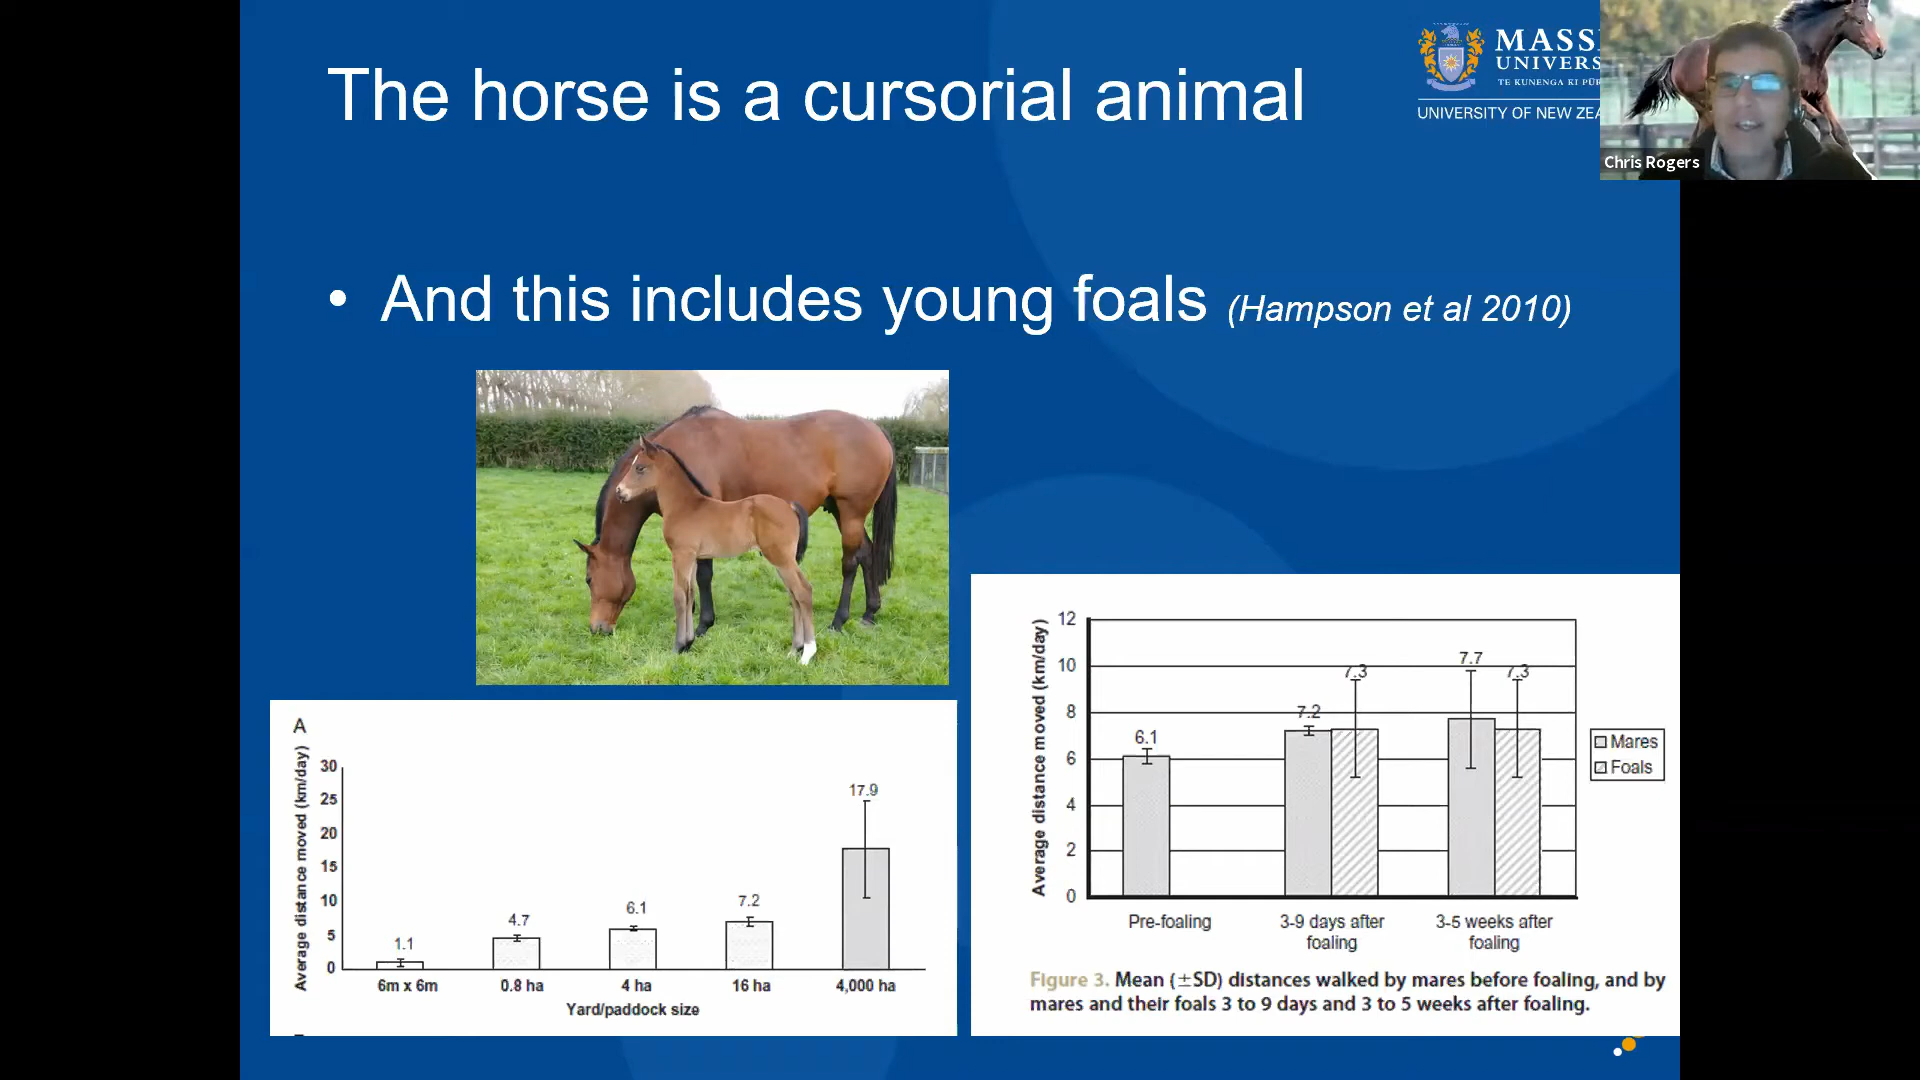 The horse is a cursorial animal
MASS
UNIVERS
TE KUNENGA KI PŪR
UNIVERSITY OF NEW ZEA
Chris Rogers
• And this includes young foals (Hampson et al 2010)
A
Average distance moved (km/day)
30
25
20
15
10
5
0
1.1
4.7
6.1
7.2
17.9
6m x 6m
0.8 ha
4 ha
16 ha
4,000 ha
Yard/paddock size
Average distance moved (km/day)
12
10
8
6
4
2
0
6.1
7.2
7.3
7.7
7.3
Pre-foaling
3-9 days after
foaling
3-5 weeks after
foaling
Mares
Foals
Figure 3. Mean (±SD) distances walked by mares before foaling, and by
mares and their foals 3 to 9 days and 3 to 5 weeks after foaling.